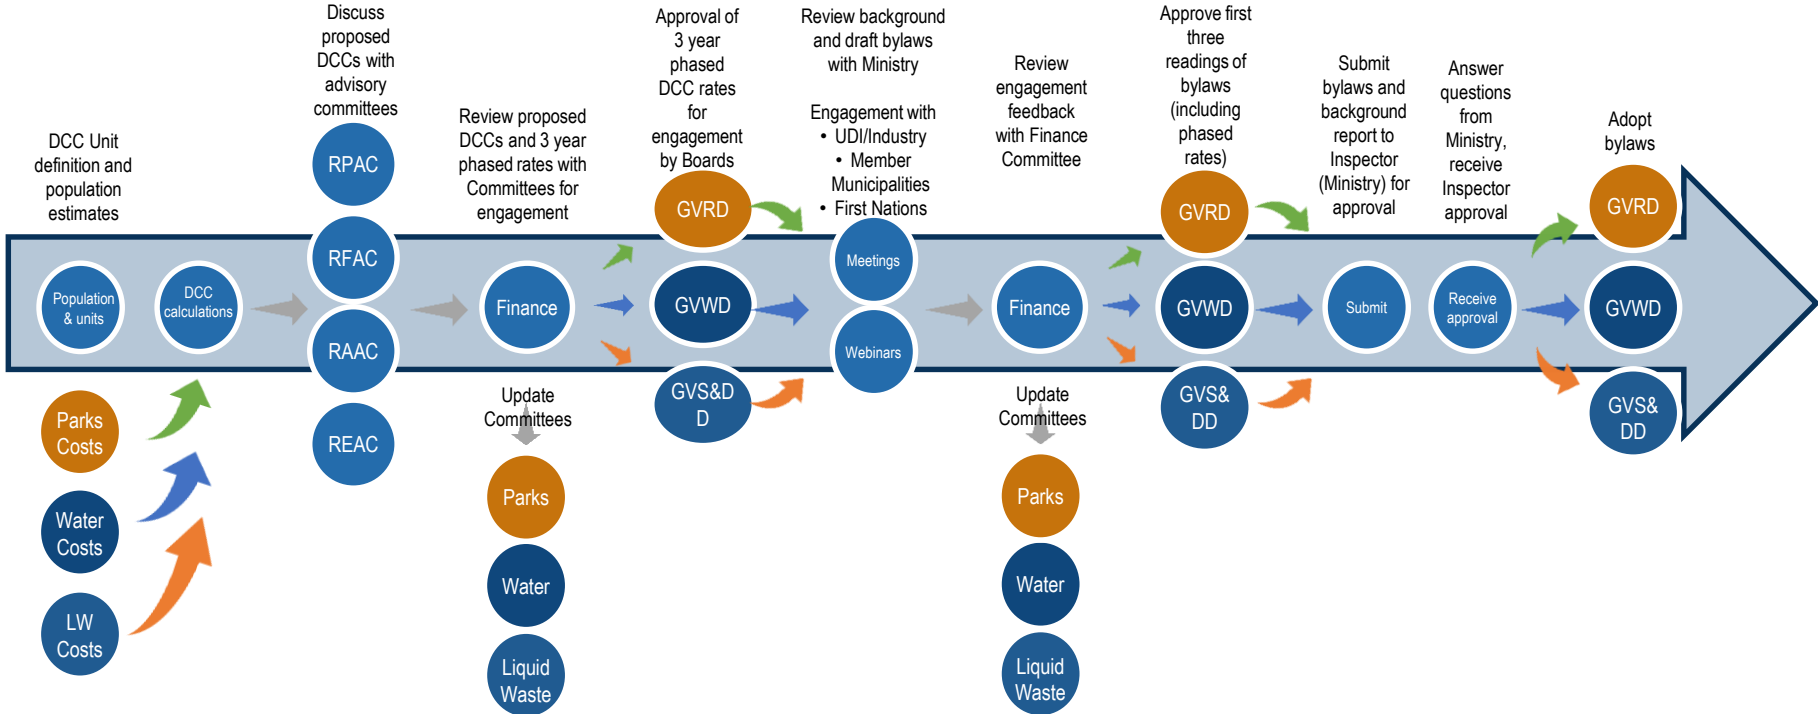 DCC Unit
definition and
population
estimates
Population
& units
DCC
calculations
Parks
Costs
Water
Costs
LW
Costs
Discuss
proposed
DCCs with
advisory
committees
RPAC
RFAC
RAAC
REAC
Review proposed
DCCs and 3 year
phased rates with
Committees for
engagement
Finance
Update
Committees
Parks
Water
Liquid
Waste
Approval of
3 year
phased
DCC rates
for
engagement
by Boards
GVRD
GVWD
GVS&D
D
Review background
and draft bylaws
with Ministry
Engagement with
• UDI/Industry
• Member
Municipalities
• First Nations
Meetings
Webinars
Review
engagement
feedback
with Finance
Committee
Finance
Update
Committees
Parks
Water
Liquid
Waste
Approve first
three
readings of
bylaws
(including
phased
rates)
GVRD
GVWD
GVS&
DD
Submit
bylaws and
background
report to
Inspector
(Ministry) for
approval
Submit
Answer
questions
from
Ministry,
receive
Inspector
approval
Receive
approval
Adopt
bylaws
GVRD
GVWD
GVS&
DD